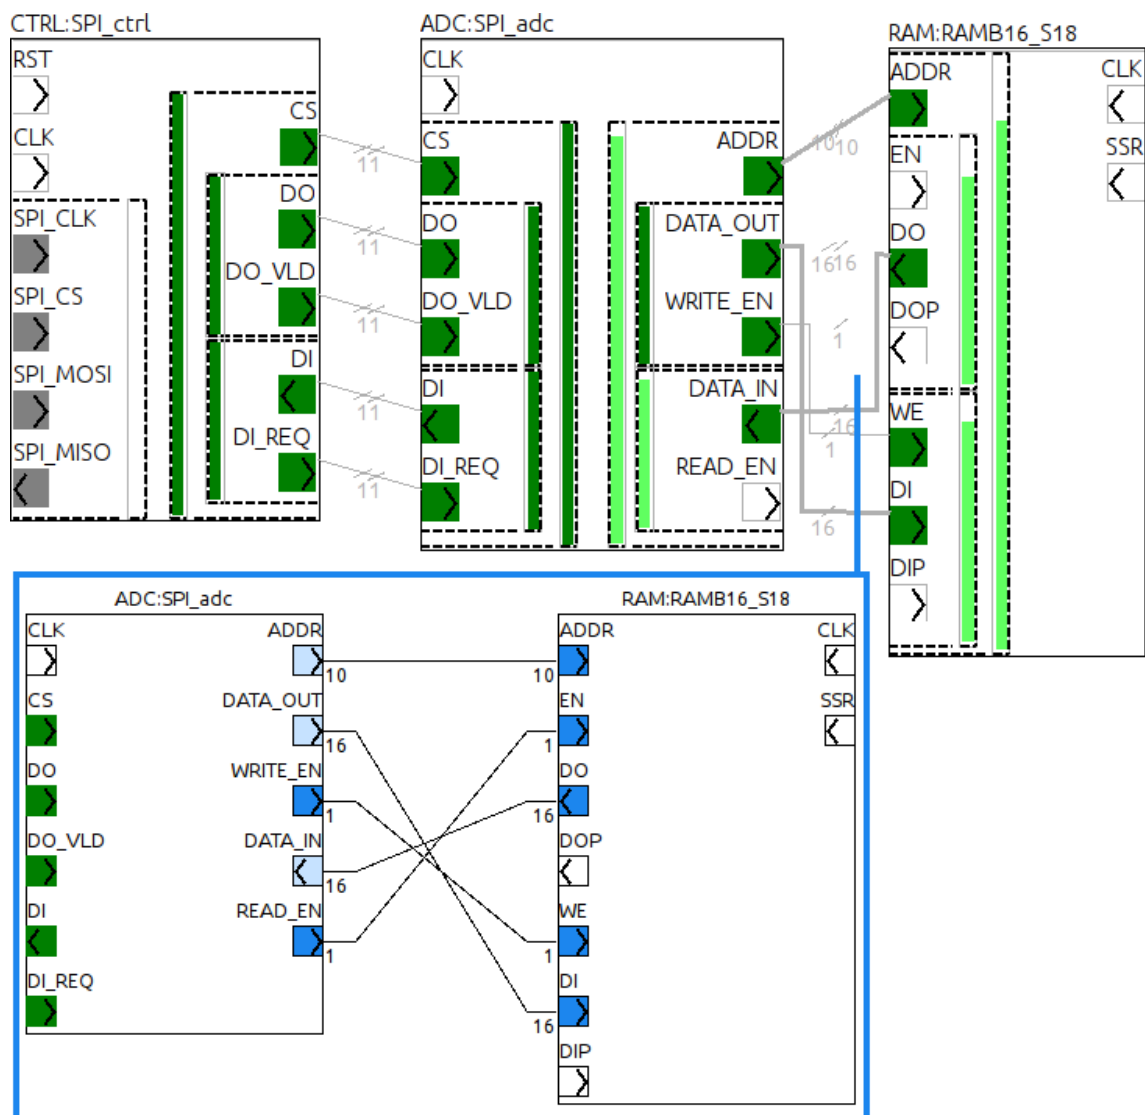 CTRL:SPI_ctrl
RST
CLK
SPI_CLK
SPI_CS
SPI_MOSI
SPI_MISO
CS
DO
DO_VLD
DI
DI_REQ
11
11
11
11
11
ADC:SPI_adc
CLK
CS
DO
DO_VLD
DI
DI_REQ
ADDR
DATA_OUT
WRITE_EN
DATA_IN
READ_EN
10 10
16 16
1
16
1
16
RAM:RAMB16_S18
ADDR
EN
DO
DOP
WE
DI
DIP
CLK
SSR
ADC:SPI_adc
CLK
CS
DO
DO_VLD
DI
DI_REQ
ADDR
DATA_OUT
WRITE_EN
DATA_IN
READ_EN
10
16
1
16
1
10
1
16
1
16
RAM:RAMB16_S18
ADDR
EN
DO
DOP
WE
DI
DIP
CLK
SSR